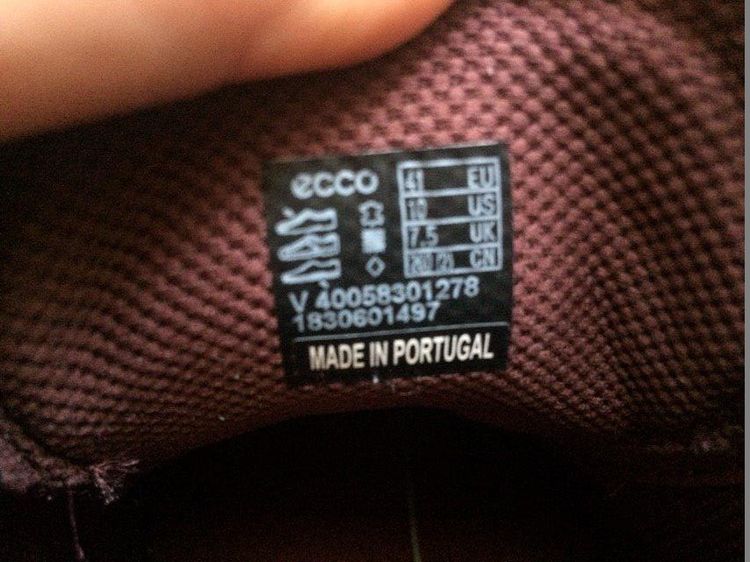 ecco
41 EU
10 US
7.5 UK
CN
V 40058301278
1830601497
MADE IN PORTUGAL